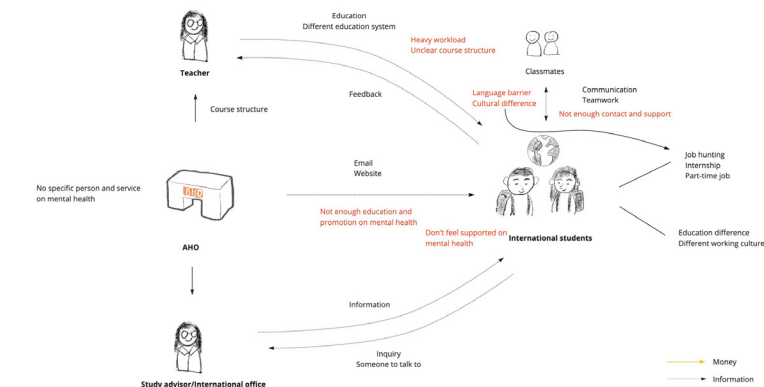 Education
Different education system
Heavy workload
Unclear course structure
Teacher
Classmates
Feedback
Language barrier
Cultural difference
Communication
Teamwork
Not enough contact and support
Course structure
Job hunting
Internship
Part-time job
Email
Website
No specific person and service
on mental health
AHO
Not enough education and
promotion on mental health
Don't feel supported on
mental health
International students
Education difference
Different working culture
AHO
Information
Inquiry
Someone to talk to
Study advisor/International office
Money
Information